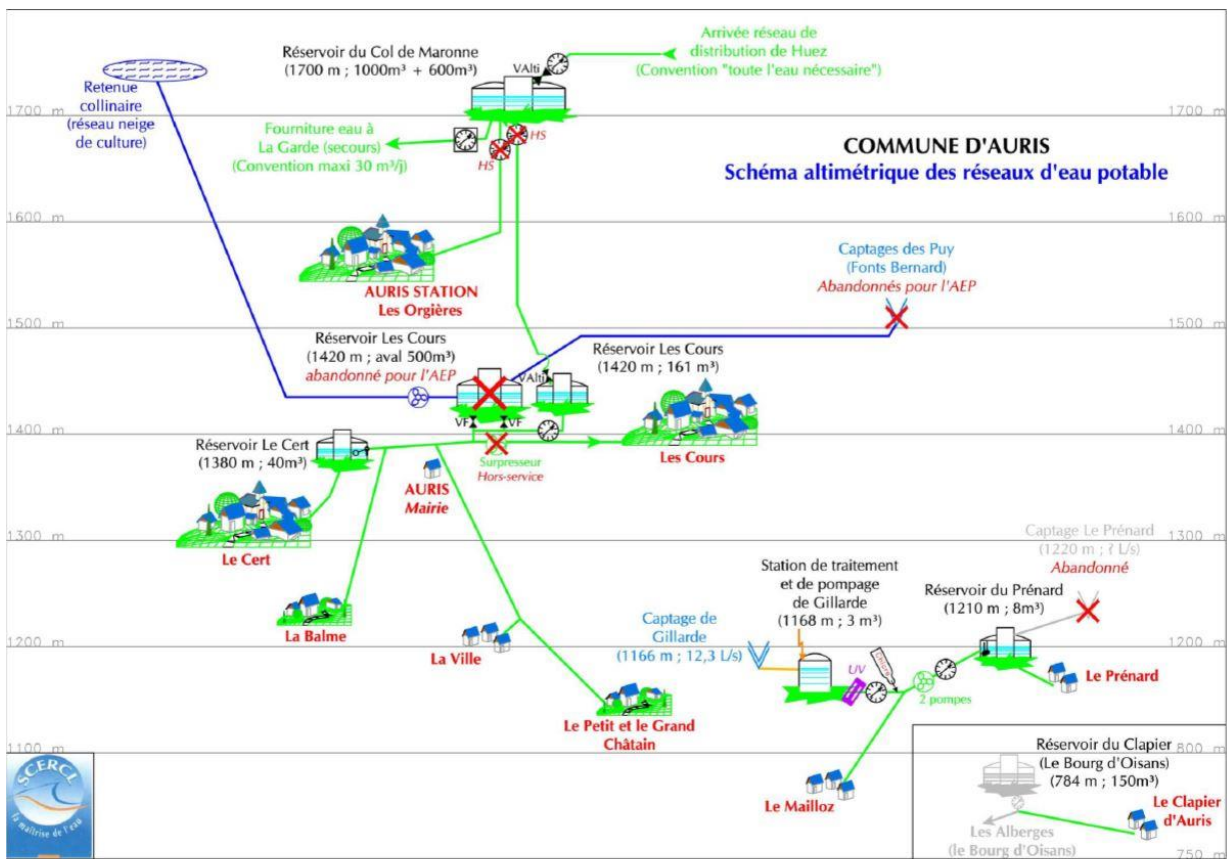 Arrivée réseau de
distribution de Huez
(Convention "toute l'eau nécessaire")
Réservoir du Col de Maronne
(1700 m ; 1000m³ + 600m³)
VAlti
Retenue
collinaire
(réseau neige
de culture)
1700 m
1700 m
Fourniture eau à
La Garde (secours)
(Convention maxi 30 m³/j)
HS
HS
COMMUNE D'AURIS
Schéma altimétrique des réseaux d'eau potable
1600 m
1600 m
AURIS STATION
Les Orgières
Captages des Puy
(Fonts Bernard)
Abandonnés pour l'AEP
1500 m
1500 m
Réservoir Les Cours
(1420 m ; aval 500m³)
abandonné pour l'AEP
Réservoir Les Cours
(1420 m ; 161 m³)
VAlti
VF
VF
1400 m
1400 m
Réservoir Le Cert
(1380 m ; 40m³)
Surpresseur
Hors-service
Les Cours
AURIS
Mairie
1300 m
1300 m
Le Cert
Captage Le Prénard
(1220 m ; ? L/s)
Abandonné
Station de traitement
et de pompage
de Gillarde
(1168 m ; 3 m³)
Réservoir du Prénard
(1210 m ; 8m³)
La Balme
Captage de
Gillarde
(1166 m ; 12,3 L/s)
1200 m
1200 m
La Ville
UV
Chlore
2 pompes
Le Prénard
Le Petit et le Grand
Châtain
1100 m
800 m
Réservoir du Clapier
(Le Bourg d'Oisans)
(784 m ; 150m³)
Le Mailloz
Le Clapier
d'Auris
Les Alberges
(le Bourg d'Oisans)
750 m
SCERCL
la maîtrise de l'eau